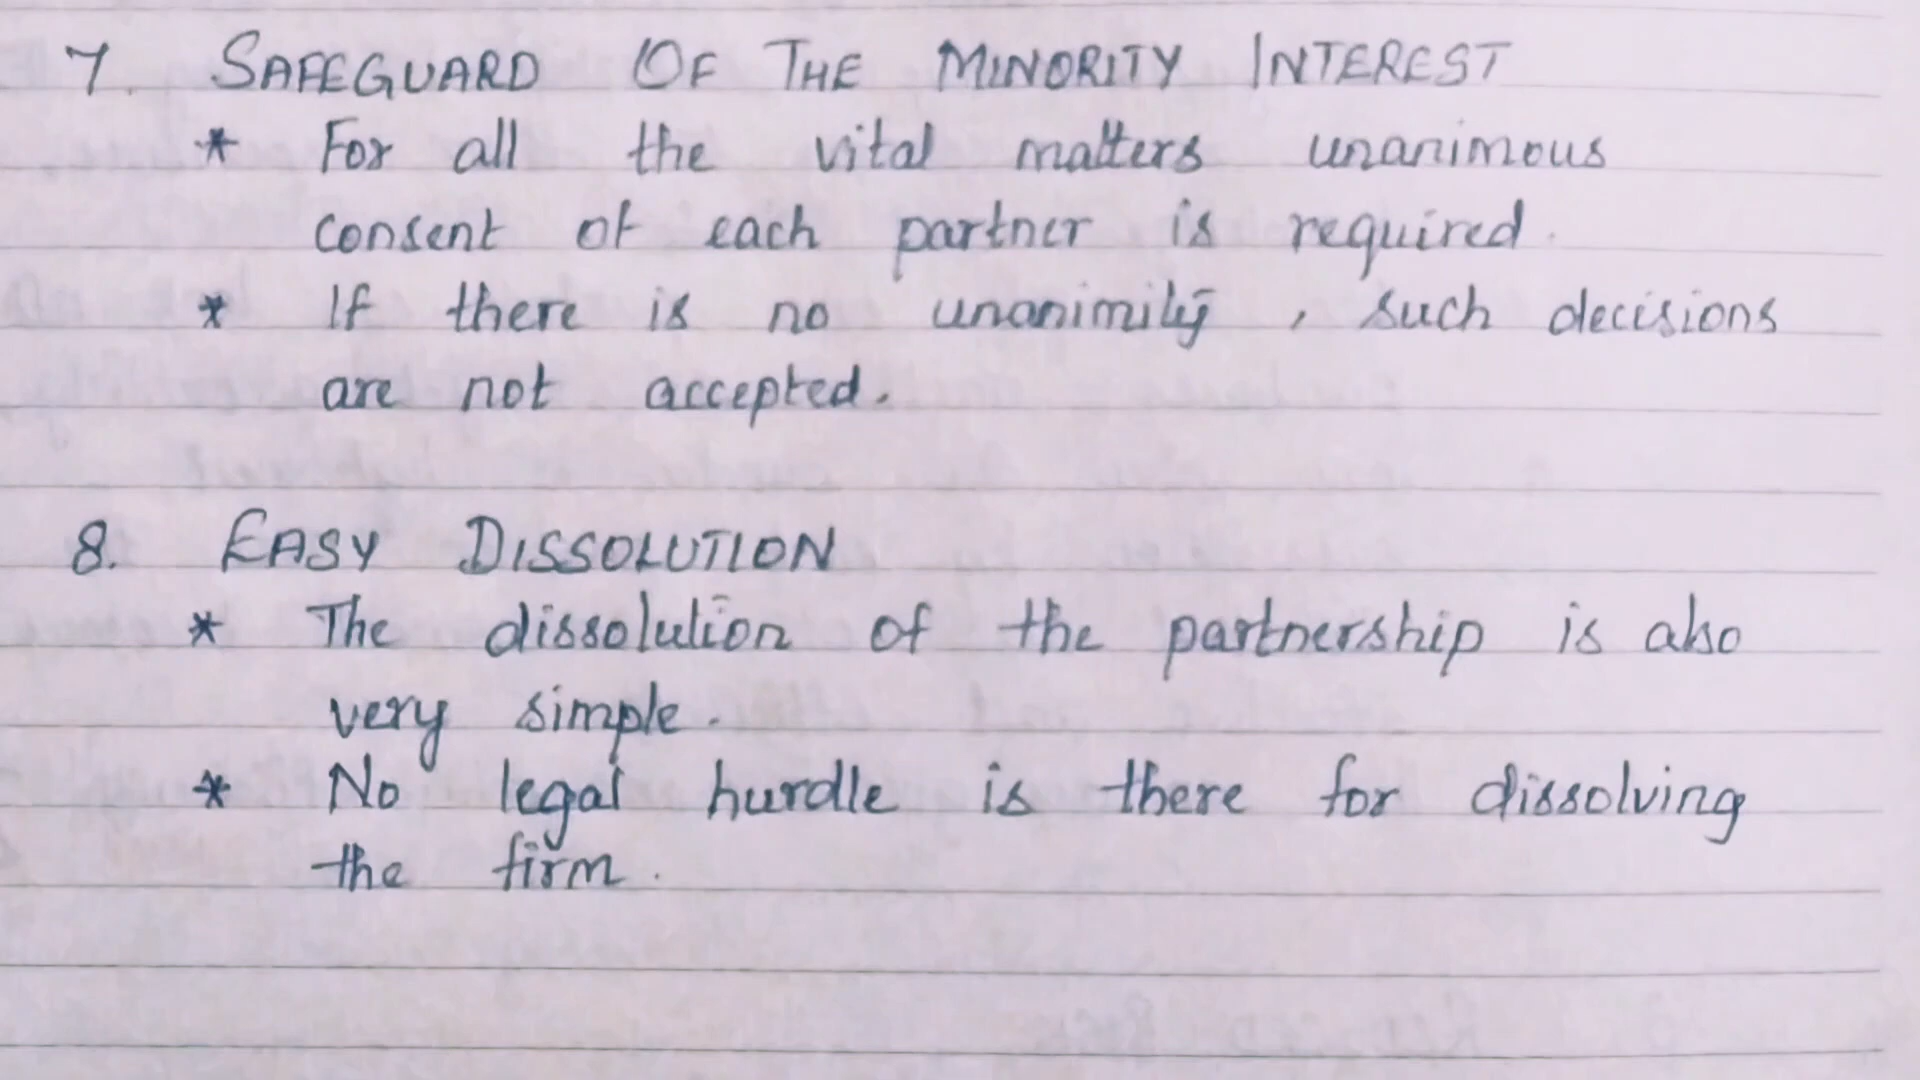 7. SAFEGUARD OF THE MINORITY INTEREST
* For all the vital matters unanimous
consent of each partner is required.
* If there is no unanimity, such decisions
are not accepted.
8. EASY DISSOLUTION
* The dissolution of the partnership is also
very simple.
* No legal hurdle is there for dissolving
the firm.